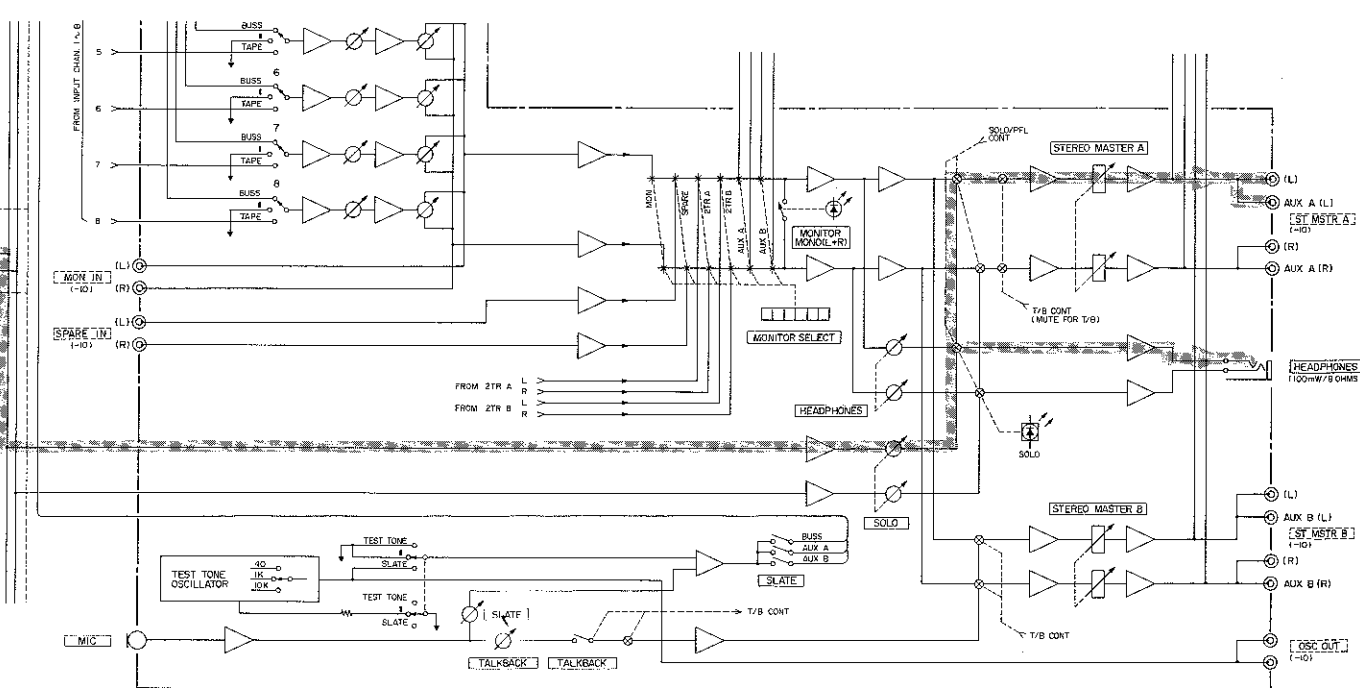 BUSS
5
TAPE
FROM INPUT CHAN. 1~8
6
BUSS
6
TAPE
7
BUSS
7
TAPE
8
BUSS
8
TAPE
(L)
MON IN
(-10)
(R)
(L)
SPARE IN
(-10)
(R)
MON
SPARE
2TR A
2TR B
AUX A
AUX B
MONITOR
MONO(L+R)
MONITOR SELECT
FROM 2TR A
L
R
FROM 2TR B
L
R
HEADPHONES
SOLO/PFL
CONT
STEREO MASTER A
(L)
AUX A (L)
ST MSTR A
(-10)
(R)
AUX A (R)
T/B CONT
(MUTE FOR T/B)
HEADPHONES
(100mW/8 OHMS
SOLO
SOLO
STEREO MASTER B
(L)
AUX B (L)
ST MSTR B
(-10)
(R)
AUX B (R)
TEST TONE
SLATE
BUSS
AUX A
AUX B
SLATE
TEST TONE
OSCILLATOR
40
1K
10K
TEST TONE
SLATE
SLATE
T/B CONT
T/B CONT
MIC
TALKBACK
TALKBACK
OSC OUT
(-10)